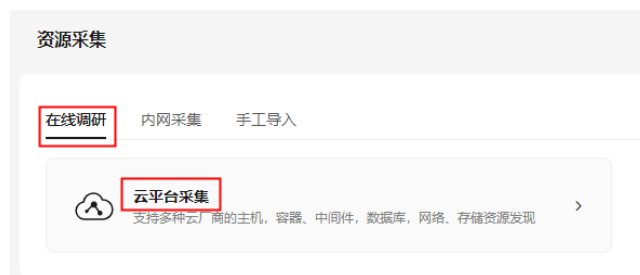 资源采集
在线调研 内网采集 手工导入
云平台采集
支持多种云厂商的主机，容器、中间件，数据库，网络、存储资源发现